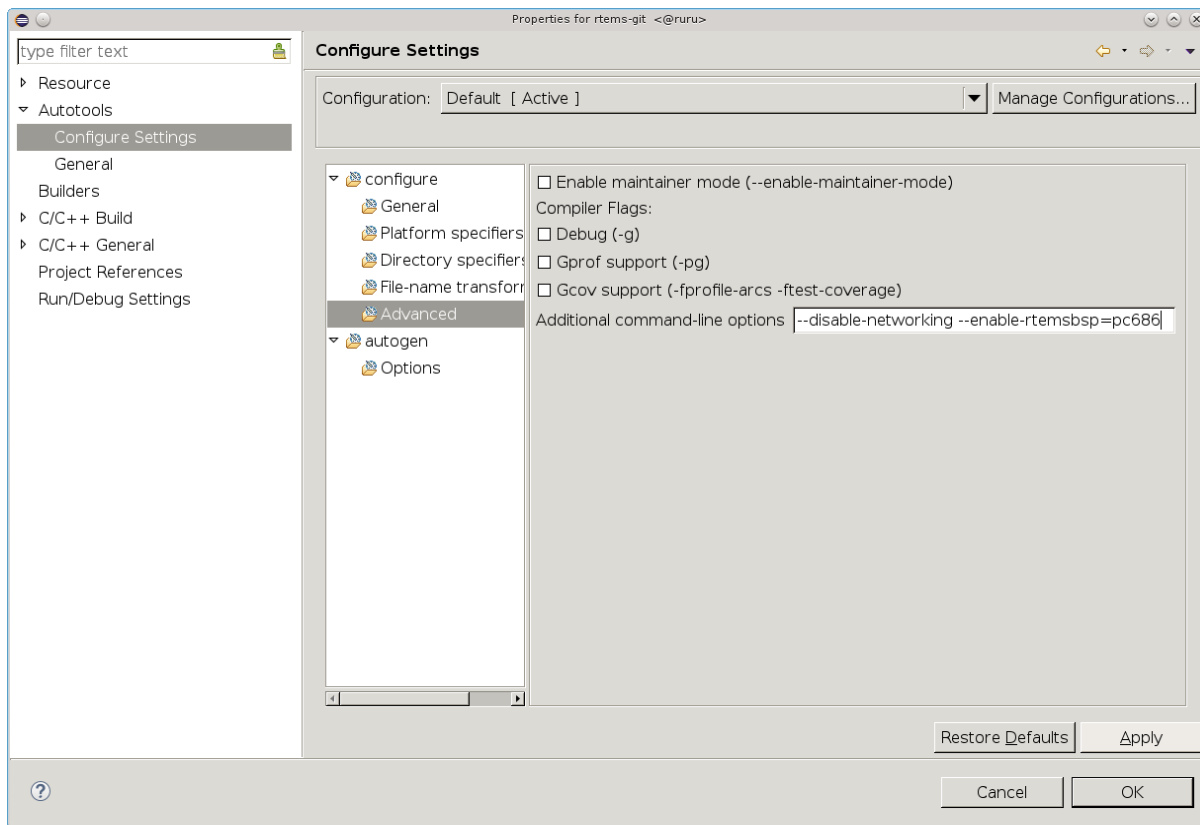 Properties for rtems-git <@ruru>
type filter text
Resource
Autotools
Configure Settings
General
Builders
C/C++ Build
C/C++ General
Project References
Run/Debug Settings
Configure Settings
Configuration: Default [ Active ] Manage Configurations...
configure
General
Platform specifiers
Directory specifiers
File-name transforr
Advanced
autogen
Options
Enable maintainer mode (--enable-maintainer-mode)
Compiler Flags:
Debug (-g)
Gprof support (-pg)
Gcov support (-fprofile-arcs -ftest-coverage)
Additional command-line options --disable-networking --enable-rtemsbsp=pc686
Restore Defaults Apply
? Cancel OK